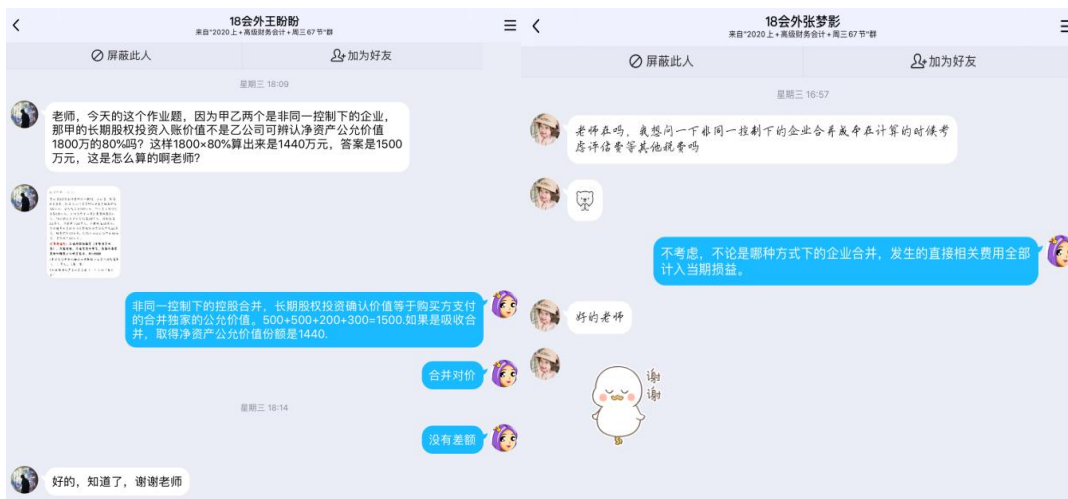 18会外王盼盼
来自“2020上+高级财务会计+周三67节”群
屏蔽此人
加为好友
星期三 18:09
老师，今天的这个作业题，因为甲乙两个是非同一控制下的企业，
那甲的长期股权投资入账价值不是乙公司可辨认净资产公允价值
1800万的80%吗？这样1800×80%算出来是1440万元，答案是1500
万元，这是怎么算的啊老师？
非同一控制下的控股合并，长期股权投资确认价值等于购买方支付
的合并独家的公允价值。500+500+200+300=1500.如果是吸收合
并，取得净资产公允价值份额是1440.
合并对价
星期三 18:14
没有差额
好的，知道了，谢谢老师
18会外张梦影
来自“2020上+高级财务会计+周三67节”群
屏蔽此人
加为好友
星期三 16:57
老师在吗，我想问一下非同一控制下的企业合并成本在计算的时候考
虑评估费等其他税费吗
不考虑，不论是哪种方式下的企业合并，发生的直接相关费用全部
计入当期损益。
好的老师
谢
谢